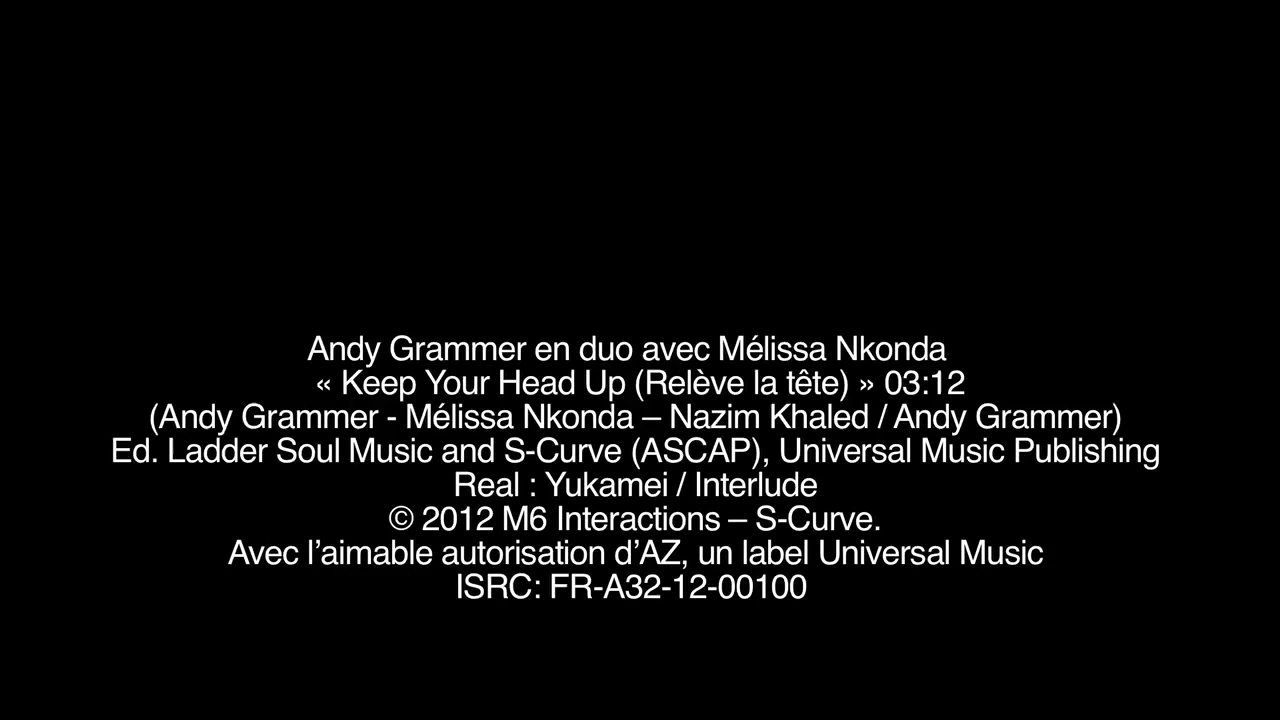 Andy Grammer en duo avec Mélissa Nkonda
« Keep Your Head Up (Relève la tête) » 03:12
(Andy Grammer - Mélissa Nkonda – Nazim Khaled / Andy Grammer)
Ed. Ladder Soul Music and S-Curve (ASCAP), Universal Music Publishing
Real : Yukamei / Interlude
© 2012 M6 Interactions – S-Curve.
Avec l’aimable autorisation d’AZ, un label Universal Music
ISRC: FR-A32-12-00100